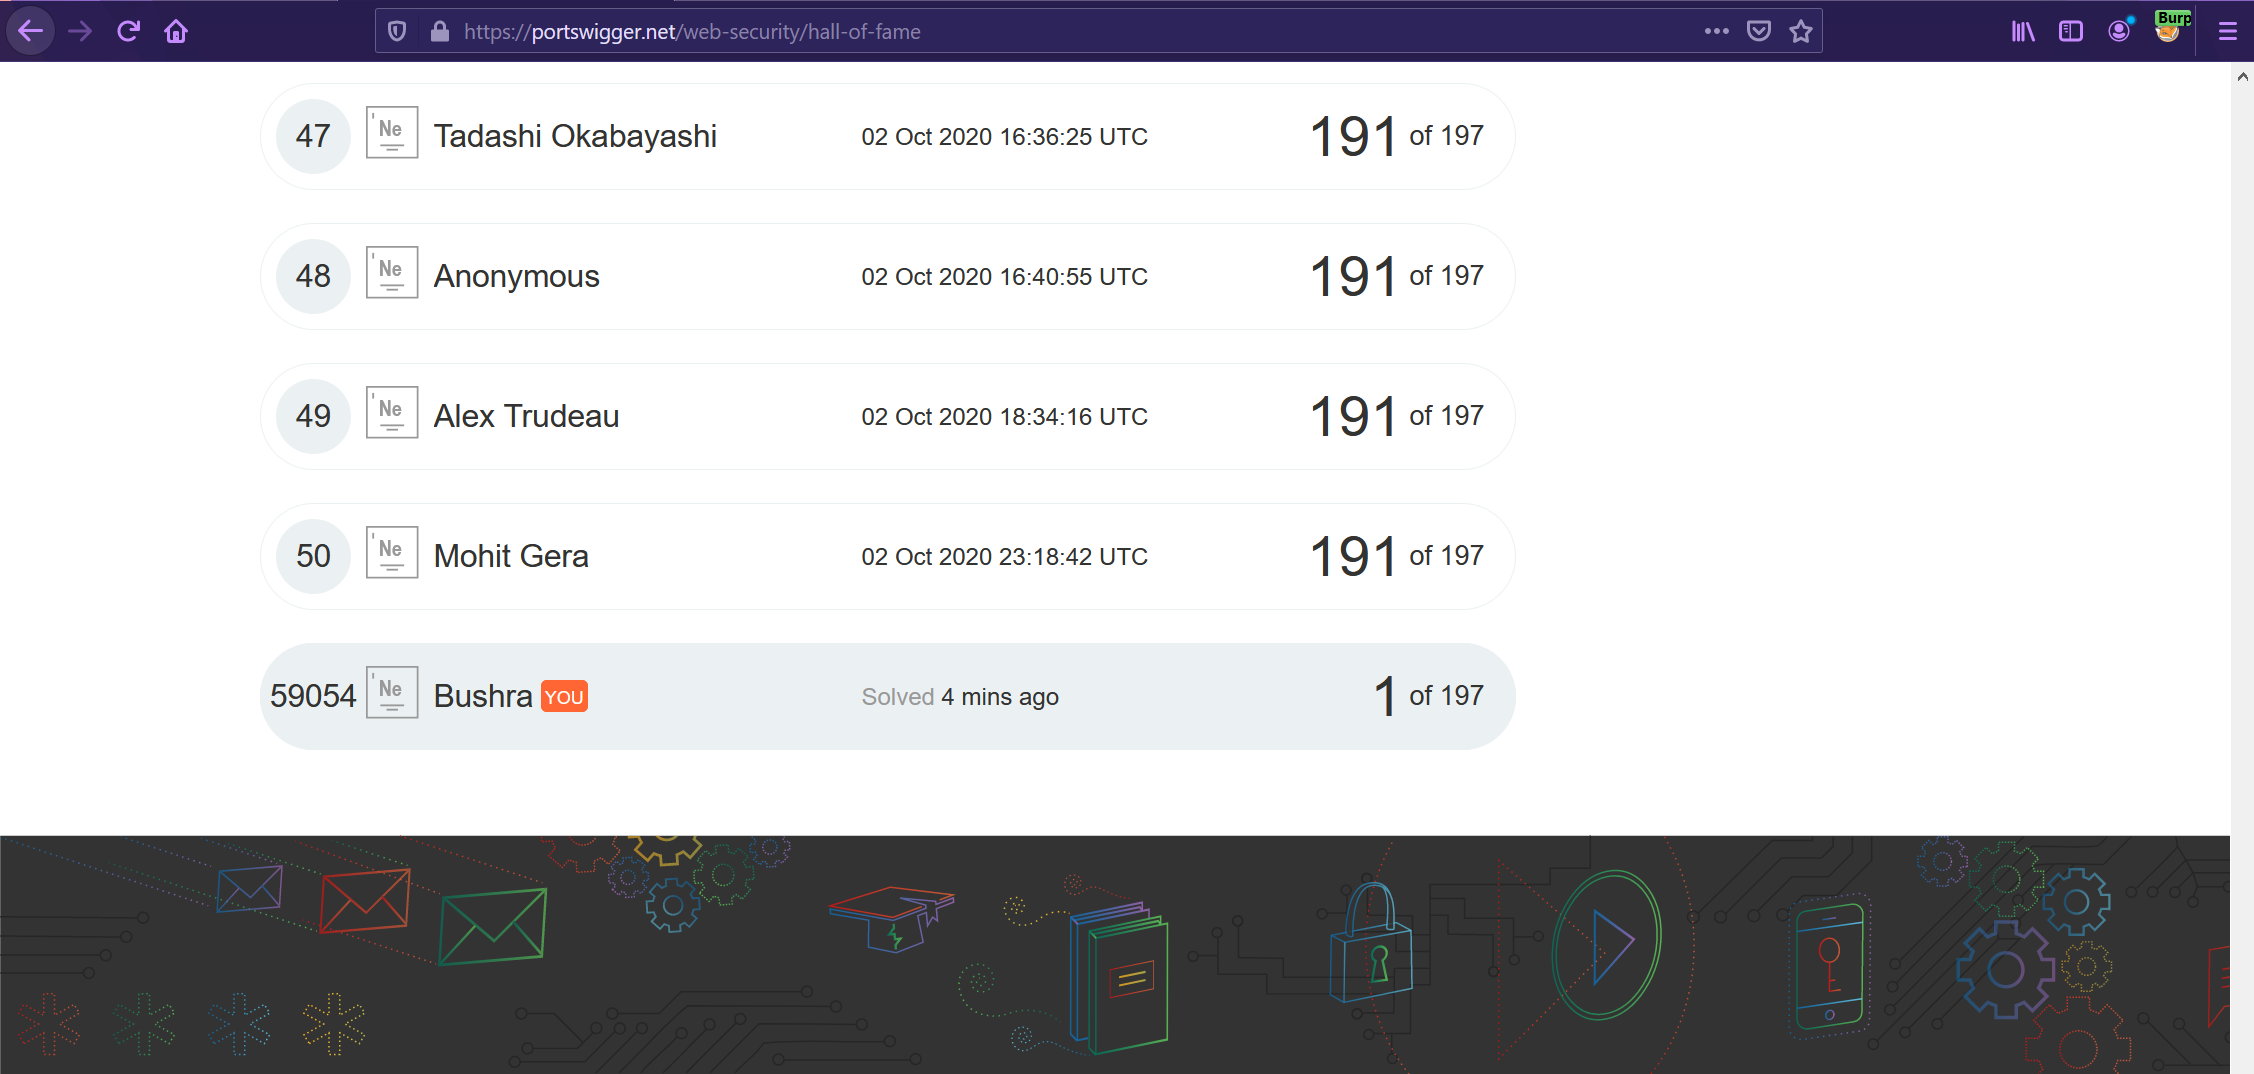 https://portswigger.net/web-security/hall-of-fame
Burp
47 Ne Tadashi Okabayashi 02 Oct 2020 16:36:25 UTC 191 of 197
48 Ne Anonymous 02 Oct 2020 16:40:55 UTC 191 of 197
49 Ne Alex Trudeau 02 Oct 2020 18:34:16 UTC 191 of 197
50 Ne Mohit Gera 02 Oct 2020 23:18:42 UTC 191 of 197
59054 Ne Bushra YOU Solved 4 mins ago 1 of 197